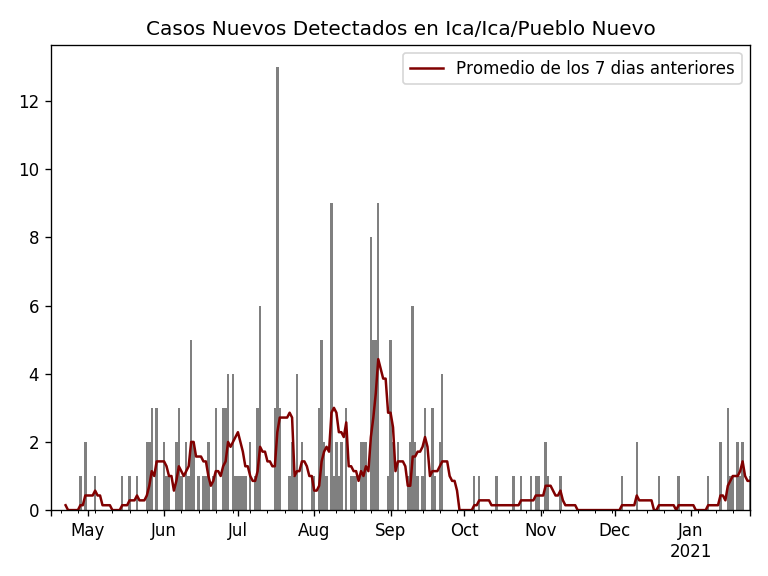 Casos Nuevos Detectados en Ica/Ica/Pueblo Nuevo
Promedio de los 7 dias anteriores
12
10
8
6
4
2
0
May Jun Jul Aug Sep Oct Nov Dec Jan
2021